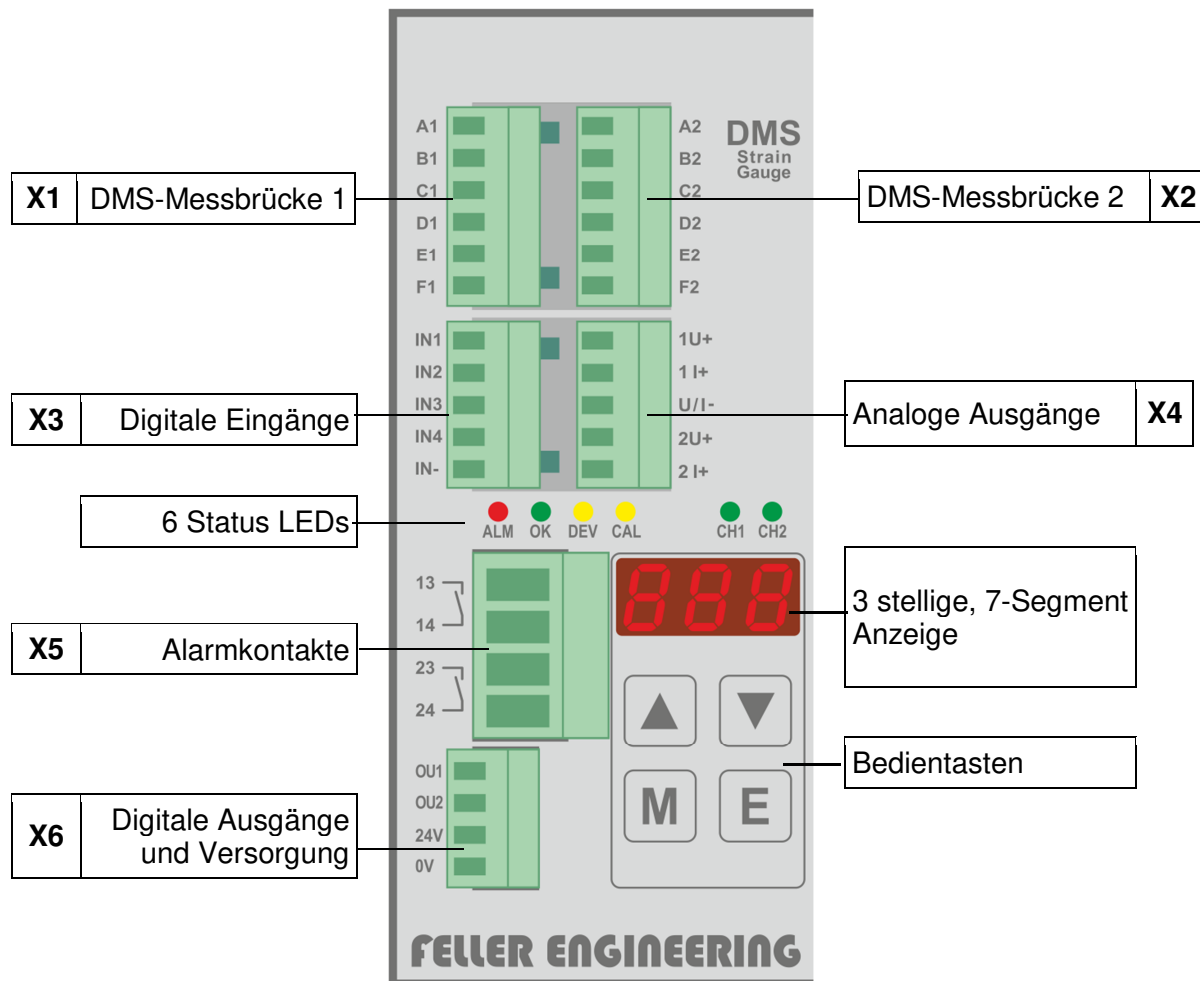 A1
B1
C1
D1
E1
F1
A2
B2
C2
D2
E2
F2
DMS
Strain
Gauge
X1 DMS-Messbrücke 1
DMS-Messbrücke 2 X2
IN1
IN2
IN3
IN4
IN-
1U+
1 I+
U/I-
2U+
2 I+
X3 Digitale Eingänge
Analoge Ausgänge X4
6 Status LEDs
ALM OK DEV CAL CH1 CH2
13
14
23
24
888
3 stellige, 7-Segment
Anzeige
X5 Alarmkontakte
Bedientasten
M E
OU1
OU2
24V
0V
X6 Digitale Ausgänge
und Versorgung
FELLER ENGINEERING